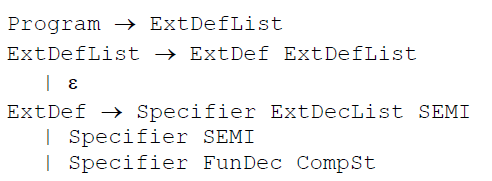 Program → ExtDefList
ExtDefList → ExtDef ExtDefList
| ε
ExtDef → Specifier ExtDecList SEMI
| Specifier SEMI
| Specifier FunDec CompSt